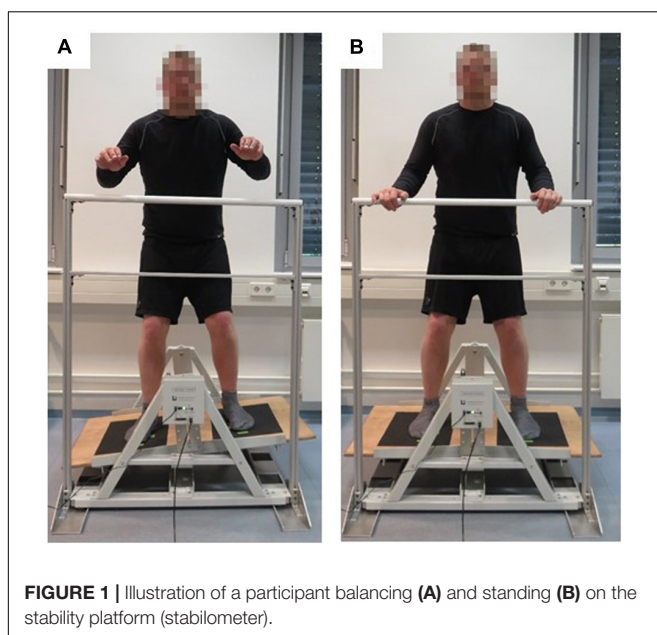 A
B
FIGURE 1 | Illustration of a participant balancing (A) and standing (B) on the
stability platform (stabilometer).